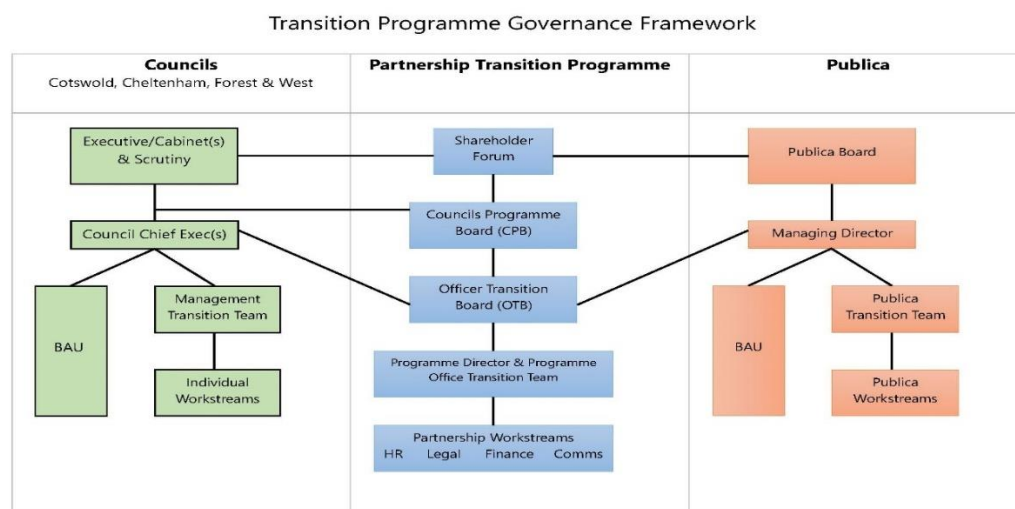 Transition Programme Governance Framework
Councils
Cotswold, Cheltenham, Forest & West
Partnership Transition Programme
Publica
Executive/Cabinet(s)
& Scrutiny
Shareholder
Forum
Publica Board
Councils Programme
Board (CPB)
Council Chief Exec(s)
Managing Director
Officer Transition
Board (OTB)
BAU
Management
Transition Team
Individual
Workstreams
Programme Director & Programme
Office Transition Team
Partnership Workstreams
HR Legal Finance Comms
BAU
Publica
Transition Team
Publica
Workstreams